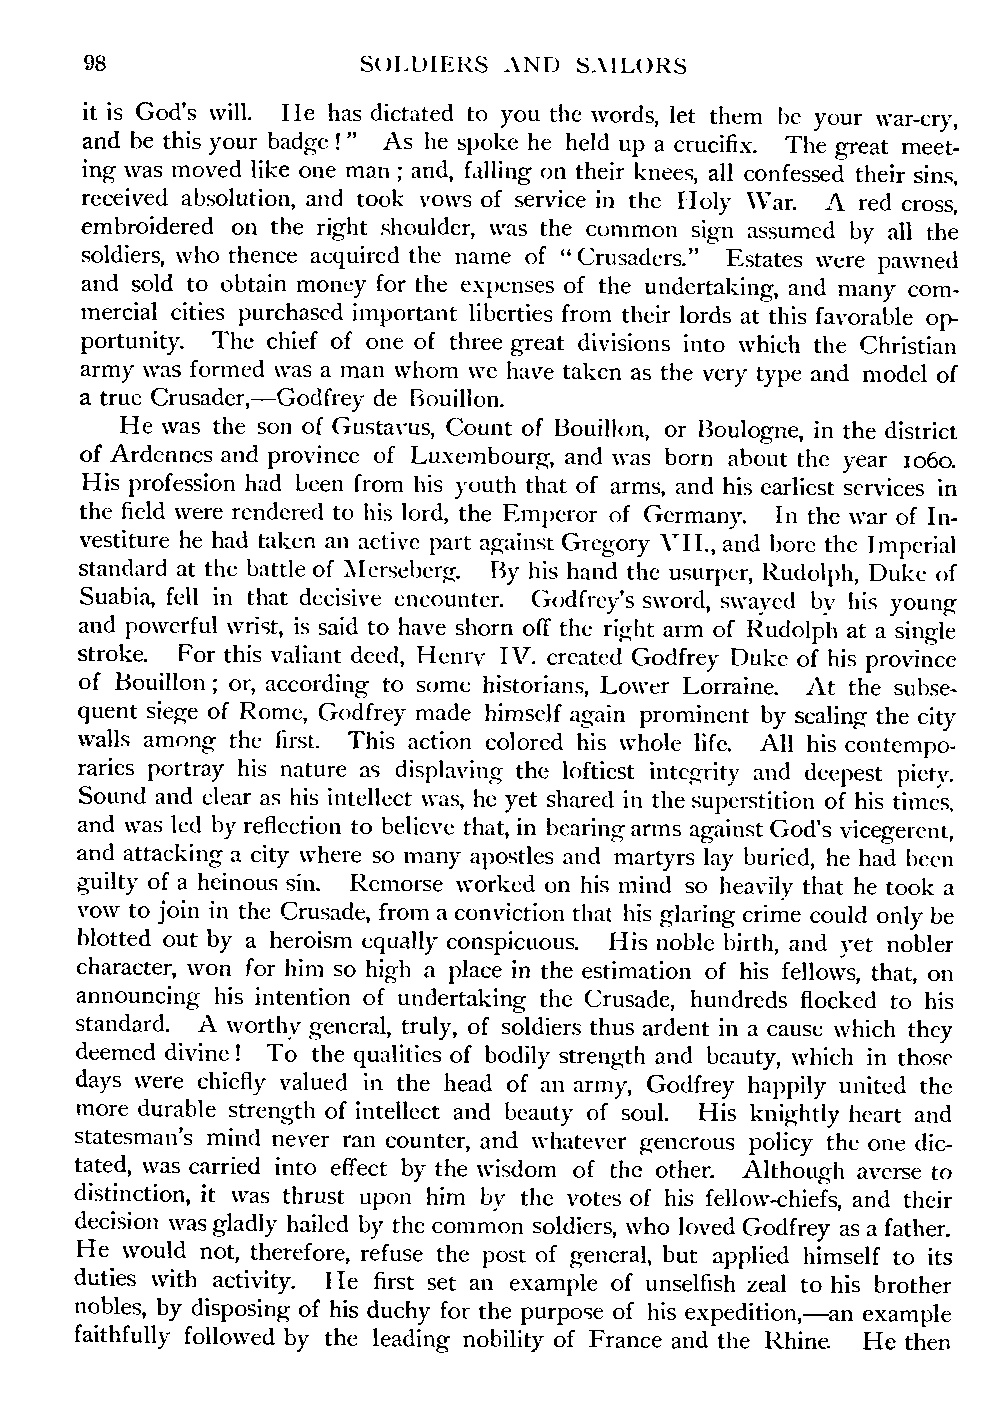 98 SOLDIERS AND SAILORS
it is God's will. He has dictated to you the words, let them be your war-cry,
and be this your badge!" As he spoke he held up a crucifix. The great meet-
ing was moved like one man; and, falling on their knees, all confessed their sins,
received absolution, and took vows of service in the Holy War. A red cross,
embroidered on the right shoulder, was the common sign assumed by all the
soldiers, who thence acquired the name of "Crusaders." Estates were pawned
and sold to obtain money for the expenses of the undertaking, and many com-
mercial cities purchased important liberties from their lords at this favorable op-
portunity. The chief of one of three great divisions into which the Christian
army was formed was a man whom we have taken as the very type and model of
a true Crusader,—Godfrey de Bouillon.
He was the son of Gustavus, Count of Bouillon, or Boulogne, in the district
of Ardennes and province of Luxembourg, and was born about the year 1060.
His profession had been from his youth that of arms, and his earliest services in
the field were rendered to his lord, the Emperor of Germany. In the war of In-
vestiture he had taken an active part against Gregory VII., and bore the Imperial
standard at the battle of Merseberg. By his hand the usurper, Rudolph, Duke of
Suabia, fell in that decisive encounter. Godfrey's sword, swayed by his young
and powerful wrist, is said to have shorn off the right arm of Rudolph at a single
stroke. For this valiant deed, Henry IV. created Godfrey Duke of his province
of Bouillon; or, according to some historians, Lower Lorraine. At the subse-
quent siege of Rome, Godfrey made himself again prominent by scaling the city
walls among the first. This action colored his whole life. All his contempo-
raries portray his nature as displaying the loftiest integrity and deepest piety.
Sound and clear as his intellect was, he yet shared in the superstition of his times,
and was led by reflection to believe that, in bearing arms against God's vicegerent,
and attacking a city where so many apostles and martyrs lay buried, he had been
guilty of a heinous sin. Remorse worked on his mind so heavily that he took a
vow to join in the Crusade, from a conviction that his glaring crime could only be
blotted out by a heroism equally conspicuous. His noble birth, and yet nobler
character, won for him so high a place in the estimation of his fellows, that, on
announcing his intention of undertaking the Crusade, hundreds flocked to his
standard. A worthy general, truly, of soldiers thus ardent in a cause which they
deemed divine! To the qualities of bodily strength and beauty, which in those
days were chiefly valued in the head of an army, Godfrey happily united the
more durable strength of intellect and beauty of soul. His knightly heart and
statesman's mind never ran counter, and whatever generous policy the one dic-
tated, was carried into effect by the wisdom of the other. Although averse to
distinction, it was thrust upon him by the votes of his fellow-chiefs, and their
decision was gladly hailed by the common soldiers, who loved Godfrey as a father.
He would not, therefore, refuse the post of general, but applied himself to its
duties with activity. He first set an example of unselfish zeal to his brother
nobles, by disposing of his duchy for the purpose of his expedition,—an example
faithfully followed by the leading nobility of France and the Rhine. He then